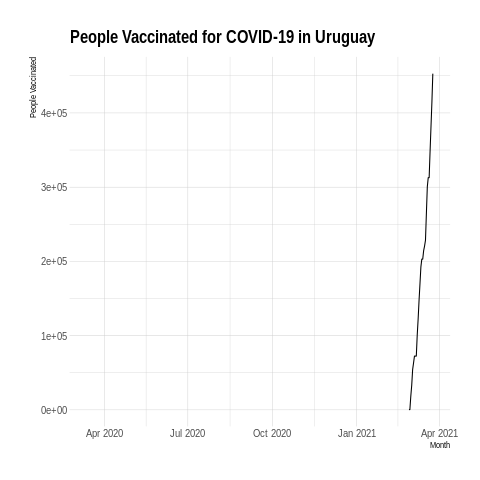 People Vaccinated for COVID-19 in Uruguay
People Vaccinated
4e+05
3e+05
2e+05
1e+05
0e+00
Apr 2020
Jul 2020
Oct 2020
Jan 2021
Apr 2021
Month